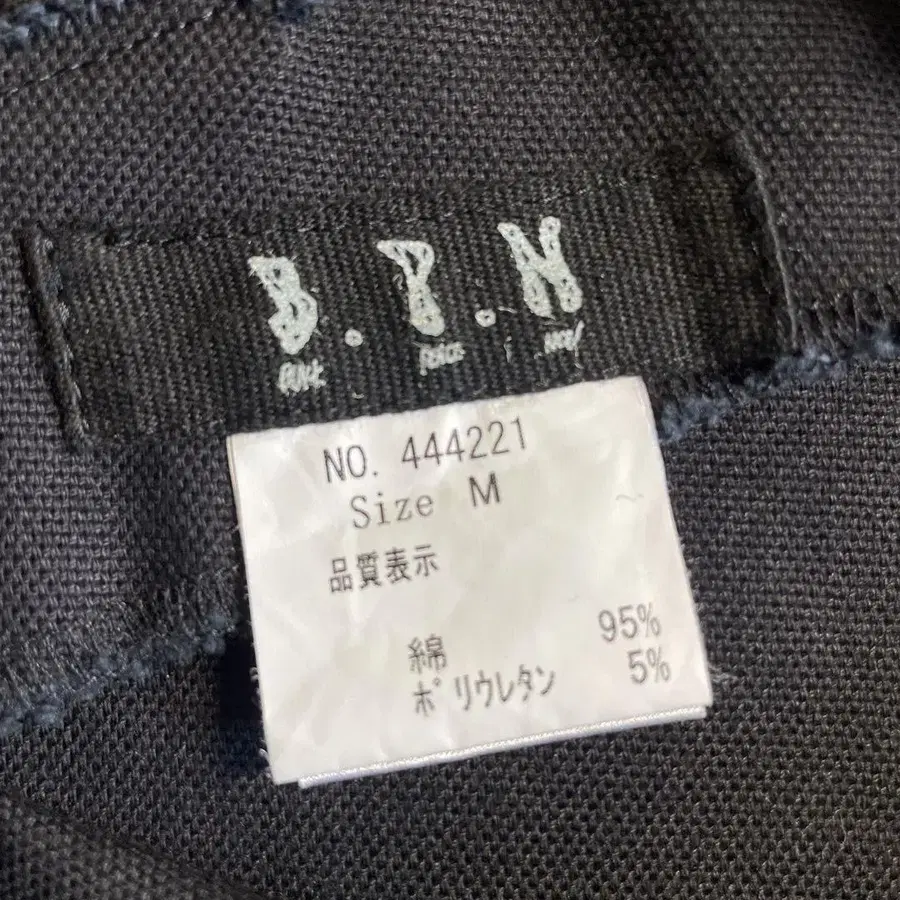 B.P.N
NO. 444221
Size M
品質表示
綿 95%
ポリウレタン 5%